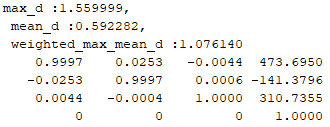 max_d :1.559999,
mean_d :0.592282,
weighted_max_mean_d :1.076140
0.9997 0.0253 -0.0044 473.6950
-0.0253 0.9997 0.0006 -141.3796
0.0044 -0.0004 1.0000 310.7355
0 0 0 1.0000